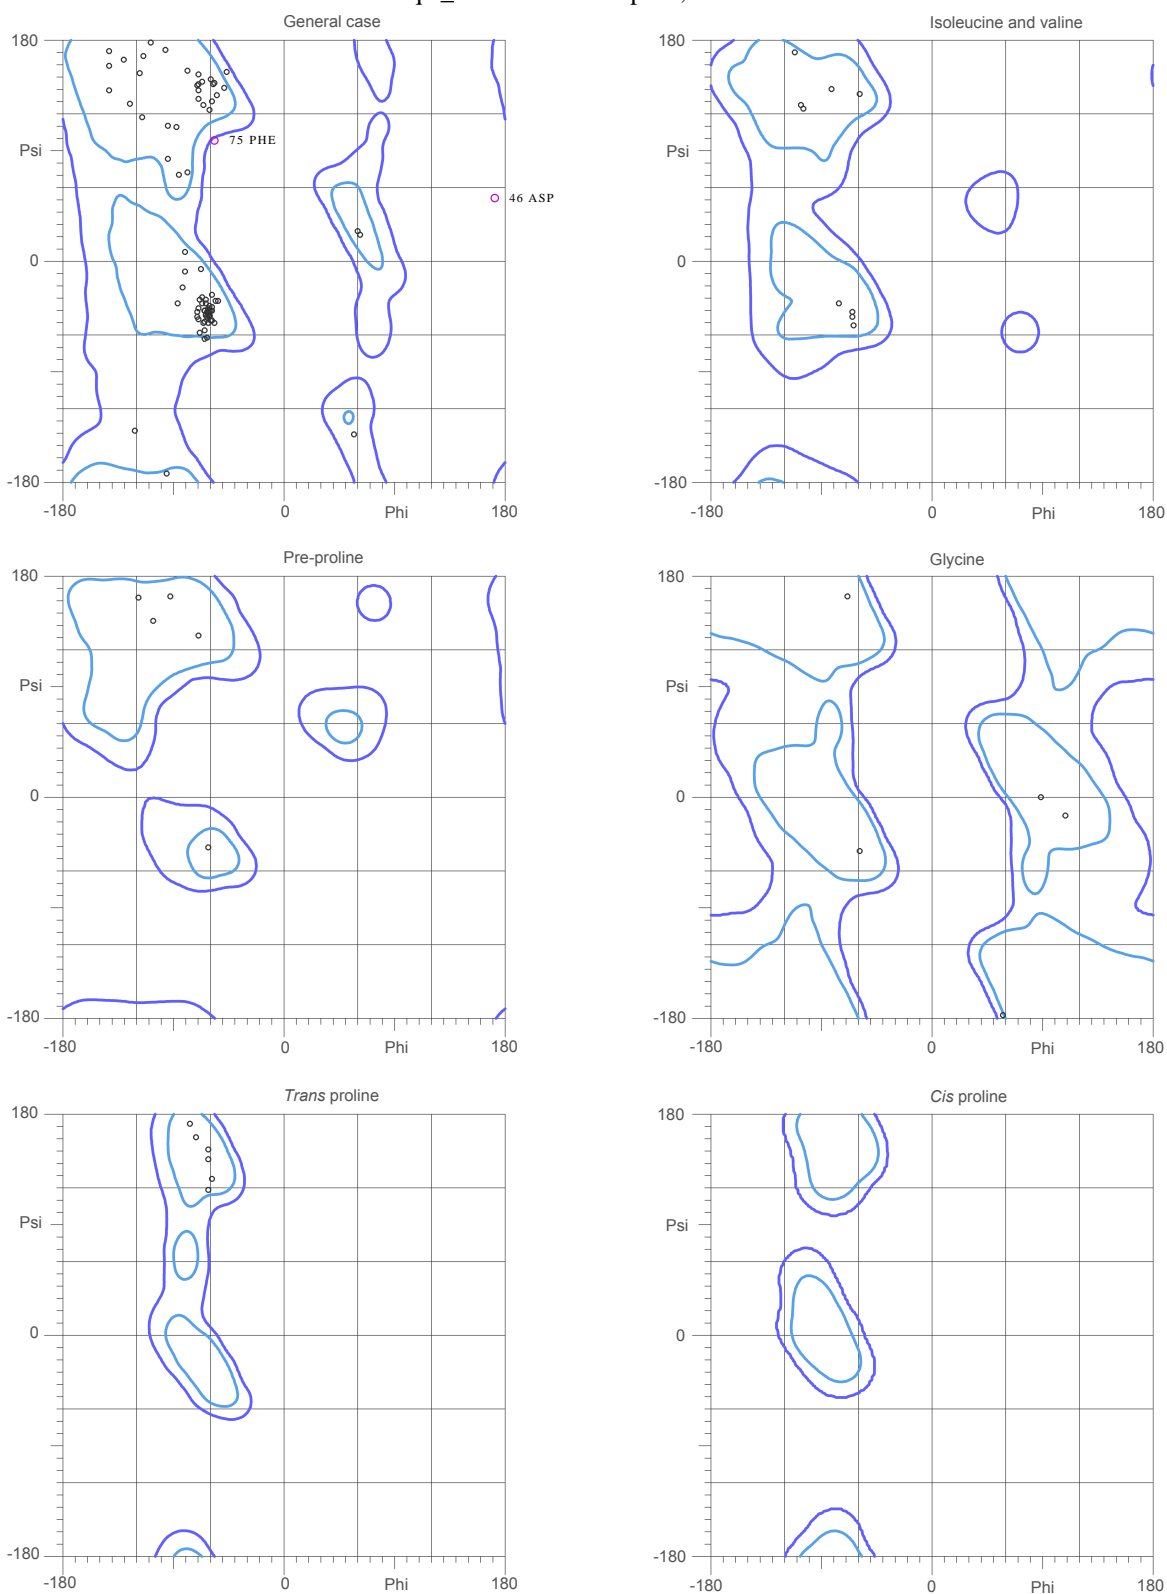 General case
180
75 PHE
Psi
46 ASP
0
-180
-180
0
Phi
180
Isoleucine and valine
180
Psi
0
-180
-180
0
Phi
180
Pre-proline
180
Psi
0
-180
-180
0
Phi
180
Glycine
180
Psi
0
-180
-180
0
Phi
180
Trans proline
180
Psi
0
-180
-180
0
Phi
180
Cis proline
180
Psi
0
-180
-180
0
Phi
180